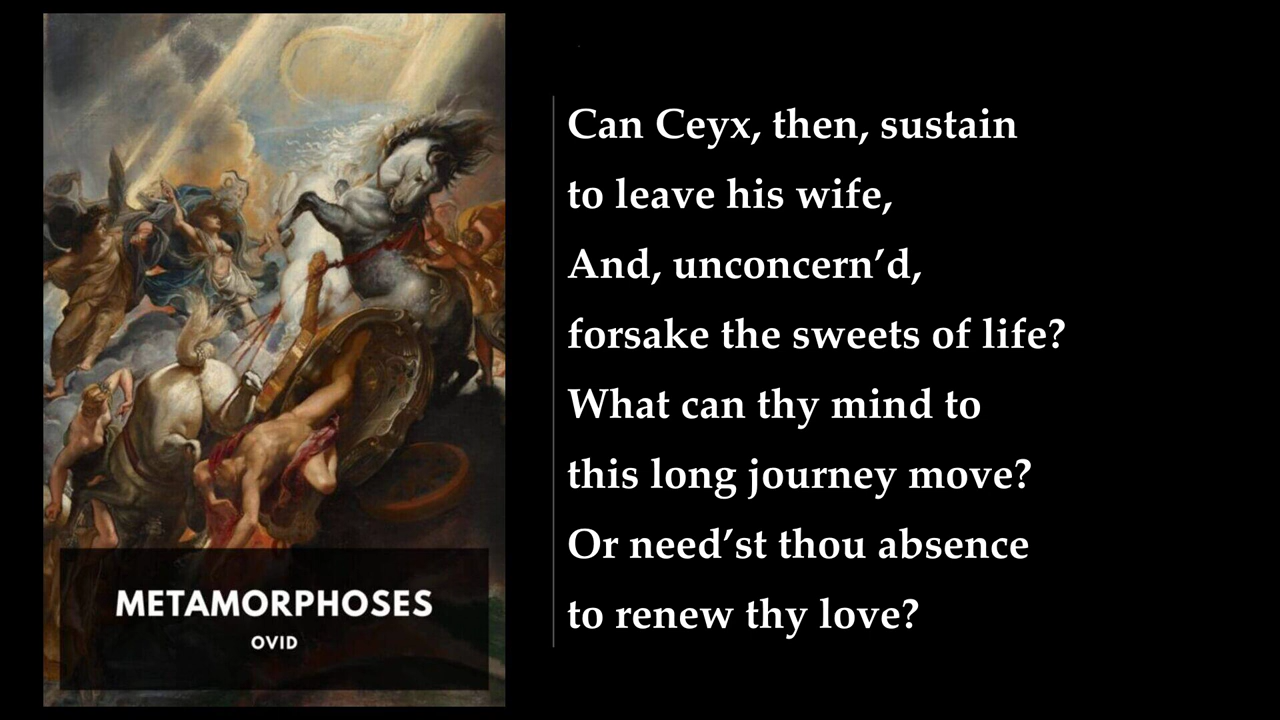 METAMORPHOSES
OVID
Can Ceyx, then, sustain
to leave his wife,
And, unconcern’d,
forsake the sweets of life?
What can thy mind to
this long journey move?
Or need’st thou absence
to renew thy love?